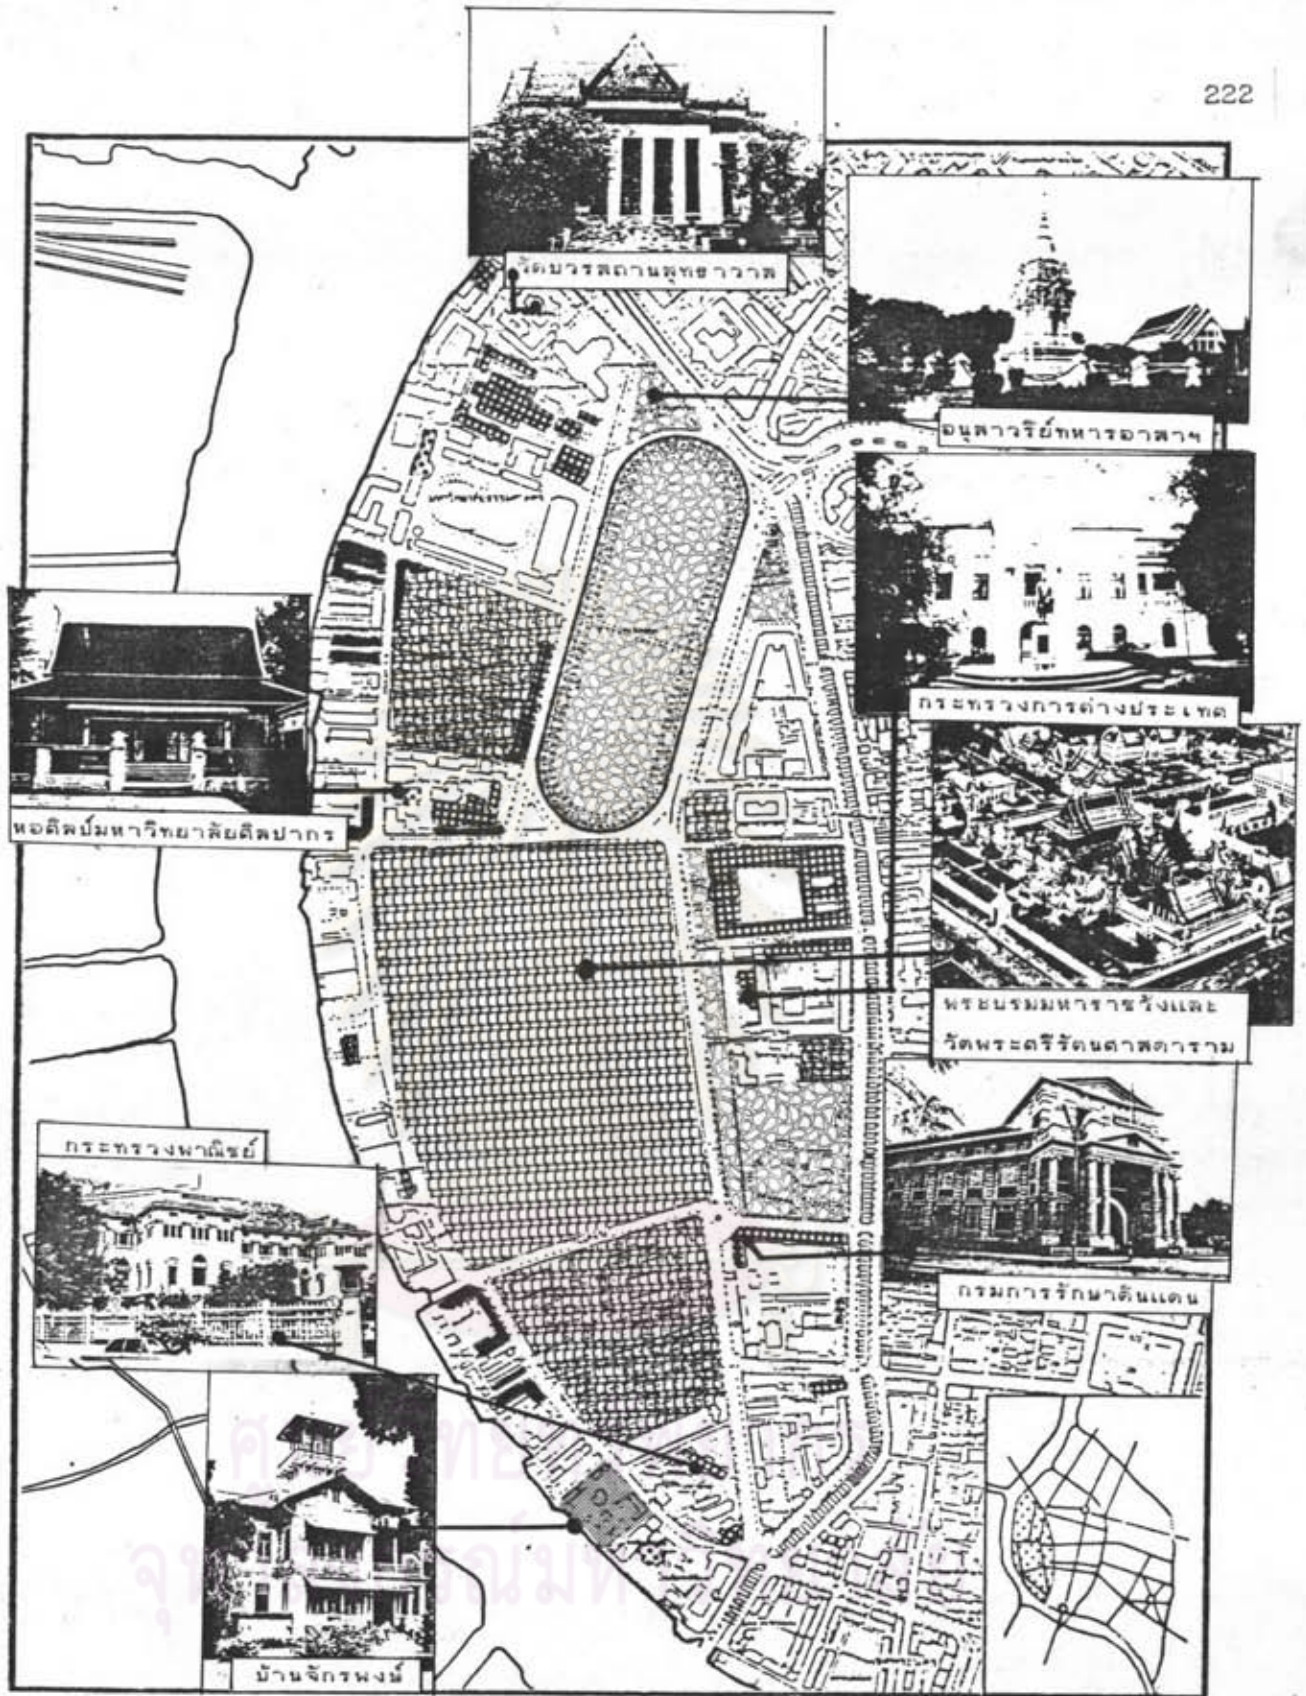 222
วัดบวรสถานสุทธาวาส
อนุสาวรีย์ทหารอาสาฯ
กระทรวงการต่างประเทศ
หอศิลป์มหาวิทยาลัยศิลปากร
พระบรมมหาราชวังและ
วัดพระศรีรัตนศาสดาราม
กระทรวงพาณิชย์
กรมการรักษาดินแดน
บ้านจักรพงษ์